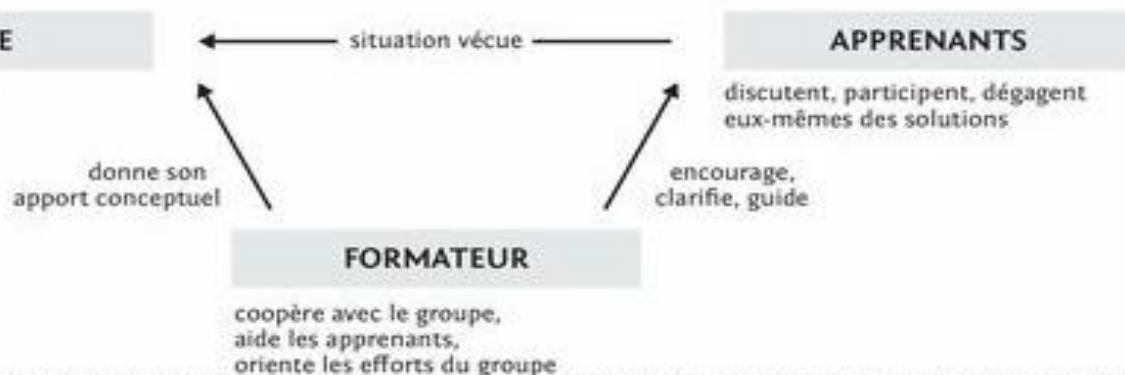 E
situation vécue
APPRENANTS
discutent, participent, dégagent
eux-mêmes des solutions
donne son
apport conceptuel
encourage,
clarifie, guide
FORMATEUR
coopère avec le groupe,
aide les apprenants,
oriente les efforts du groupe